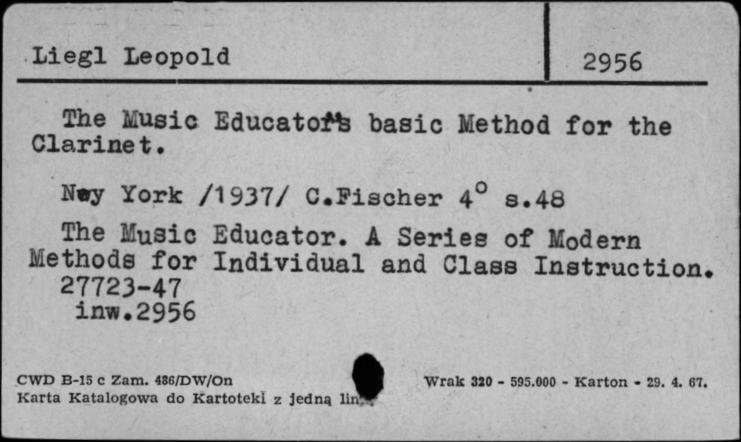 Liegl Leopold
2956
The Music Educator's basic Method for the
Clarinet.
Ney York /1937/ C.Fischer 4° s.48
The Music Educator. A Series of Modern
Methods for Individual and Class Instruction.
27723-47
inw.2956
CWD B-15 c Zam. 486/DW/On
Wrak 320 - 595.000 - Karton - 29. 4. 67.
Karta Katalogowa do Kartoteki z jedną